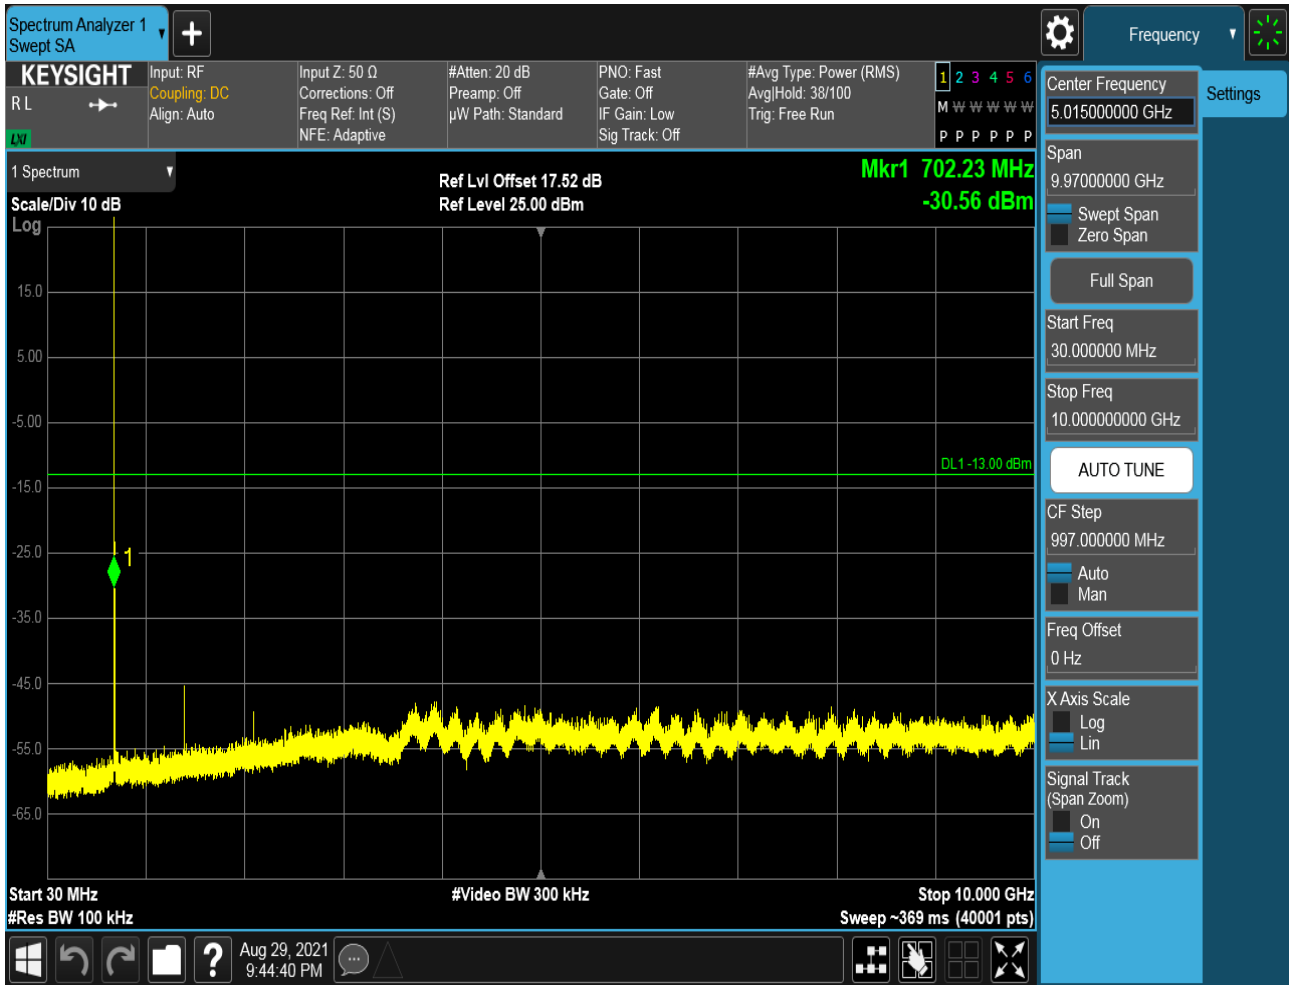 Spectrum Analyzer 1
Swept SA
+
Frequency
KEYSIGHT
R L
LXI
Input: RF
Coupling: DC
Align: Auto
Input Z: 50 Ω
Corrections: Off
Freq Ref: Int (S)
NFE: Adaptive
#Atten: 20 dB
Preamp: Off
µW Path: Standard
PNO: Fast
Gate: Off
IF Gain: Low
Sig Track: Off
#Avg Type: Power (RMS)
Avg|Hold: 38/100
Trig: Free Run
1 2 3 4 5 6
M W W W W W
P P P P P P
1 Spectrum
Scale/Div 10 dB
Log
Ref Lvl Offset 17.52 dB
Ref Level 25.00 dBm
Mkr1 702.23 MHz
-30.56 dBm
15.0
5.00
-5.00
-15.0
-25.0
-35.0
-45.0
-55.0
-65.0
DL1 -13.00 dBm
1
Start 30 MHz
#Res BW 100 kHz
#Video BW 300 kHz
Stop 10.000 GHz
Sweep ~369 ms (40001 pts)
Center Frequency
5.015000000 GHz
Span
9.97000000 GHz
Swept Span
Zero Span
Full Span
Start Freq
30.000000 MHz
Stop Freq
10.000000000 GHz
AUTO TUNE
CF Step
997.000000 MHz
Auto
Man
Freq Offset
0 Hz
X Axis Scale
Log
Lin
Signal Track
(Span Zoom)
On
Off
Settings
?
Aug 29, 2021
9:44:40 PM